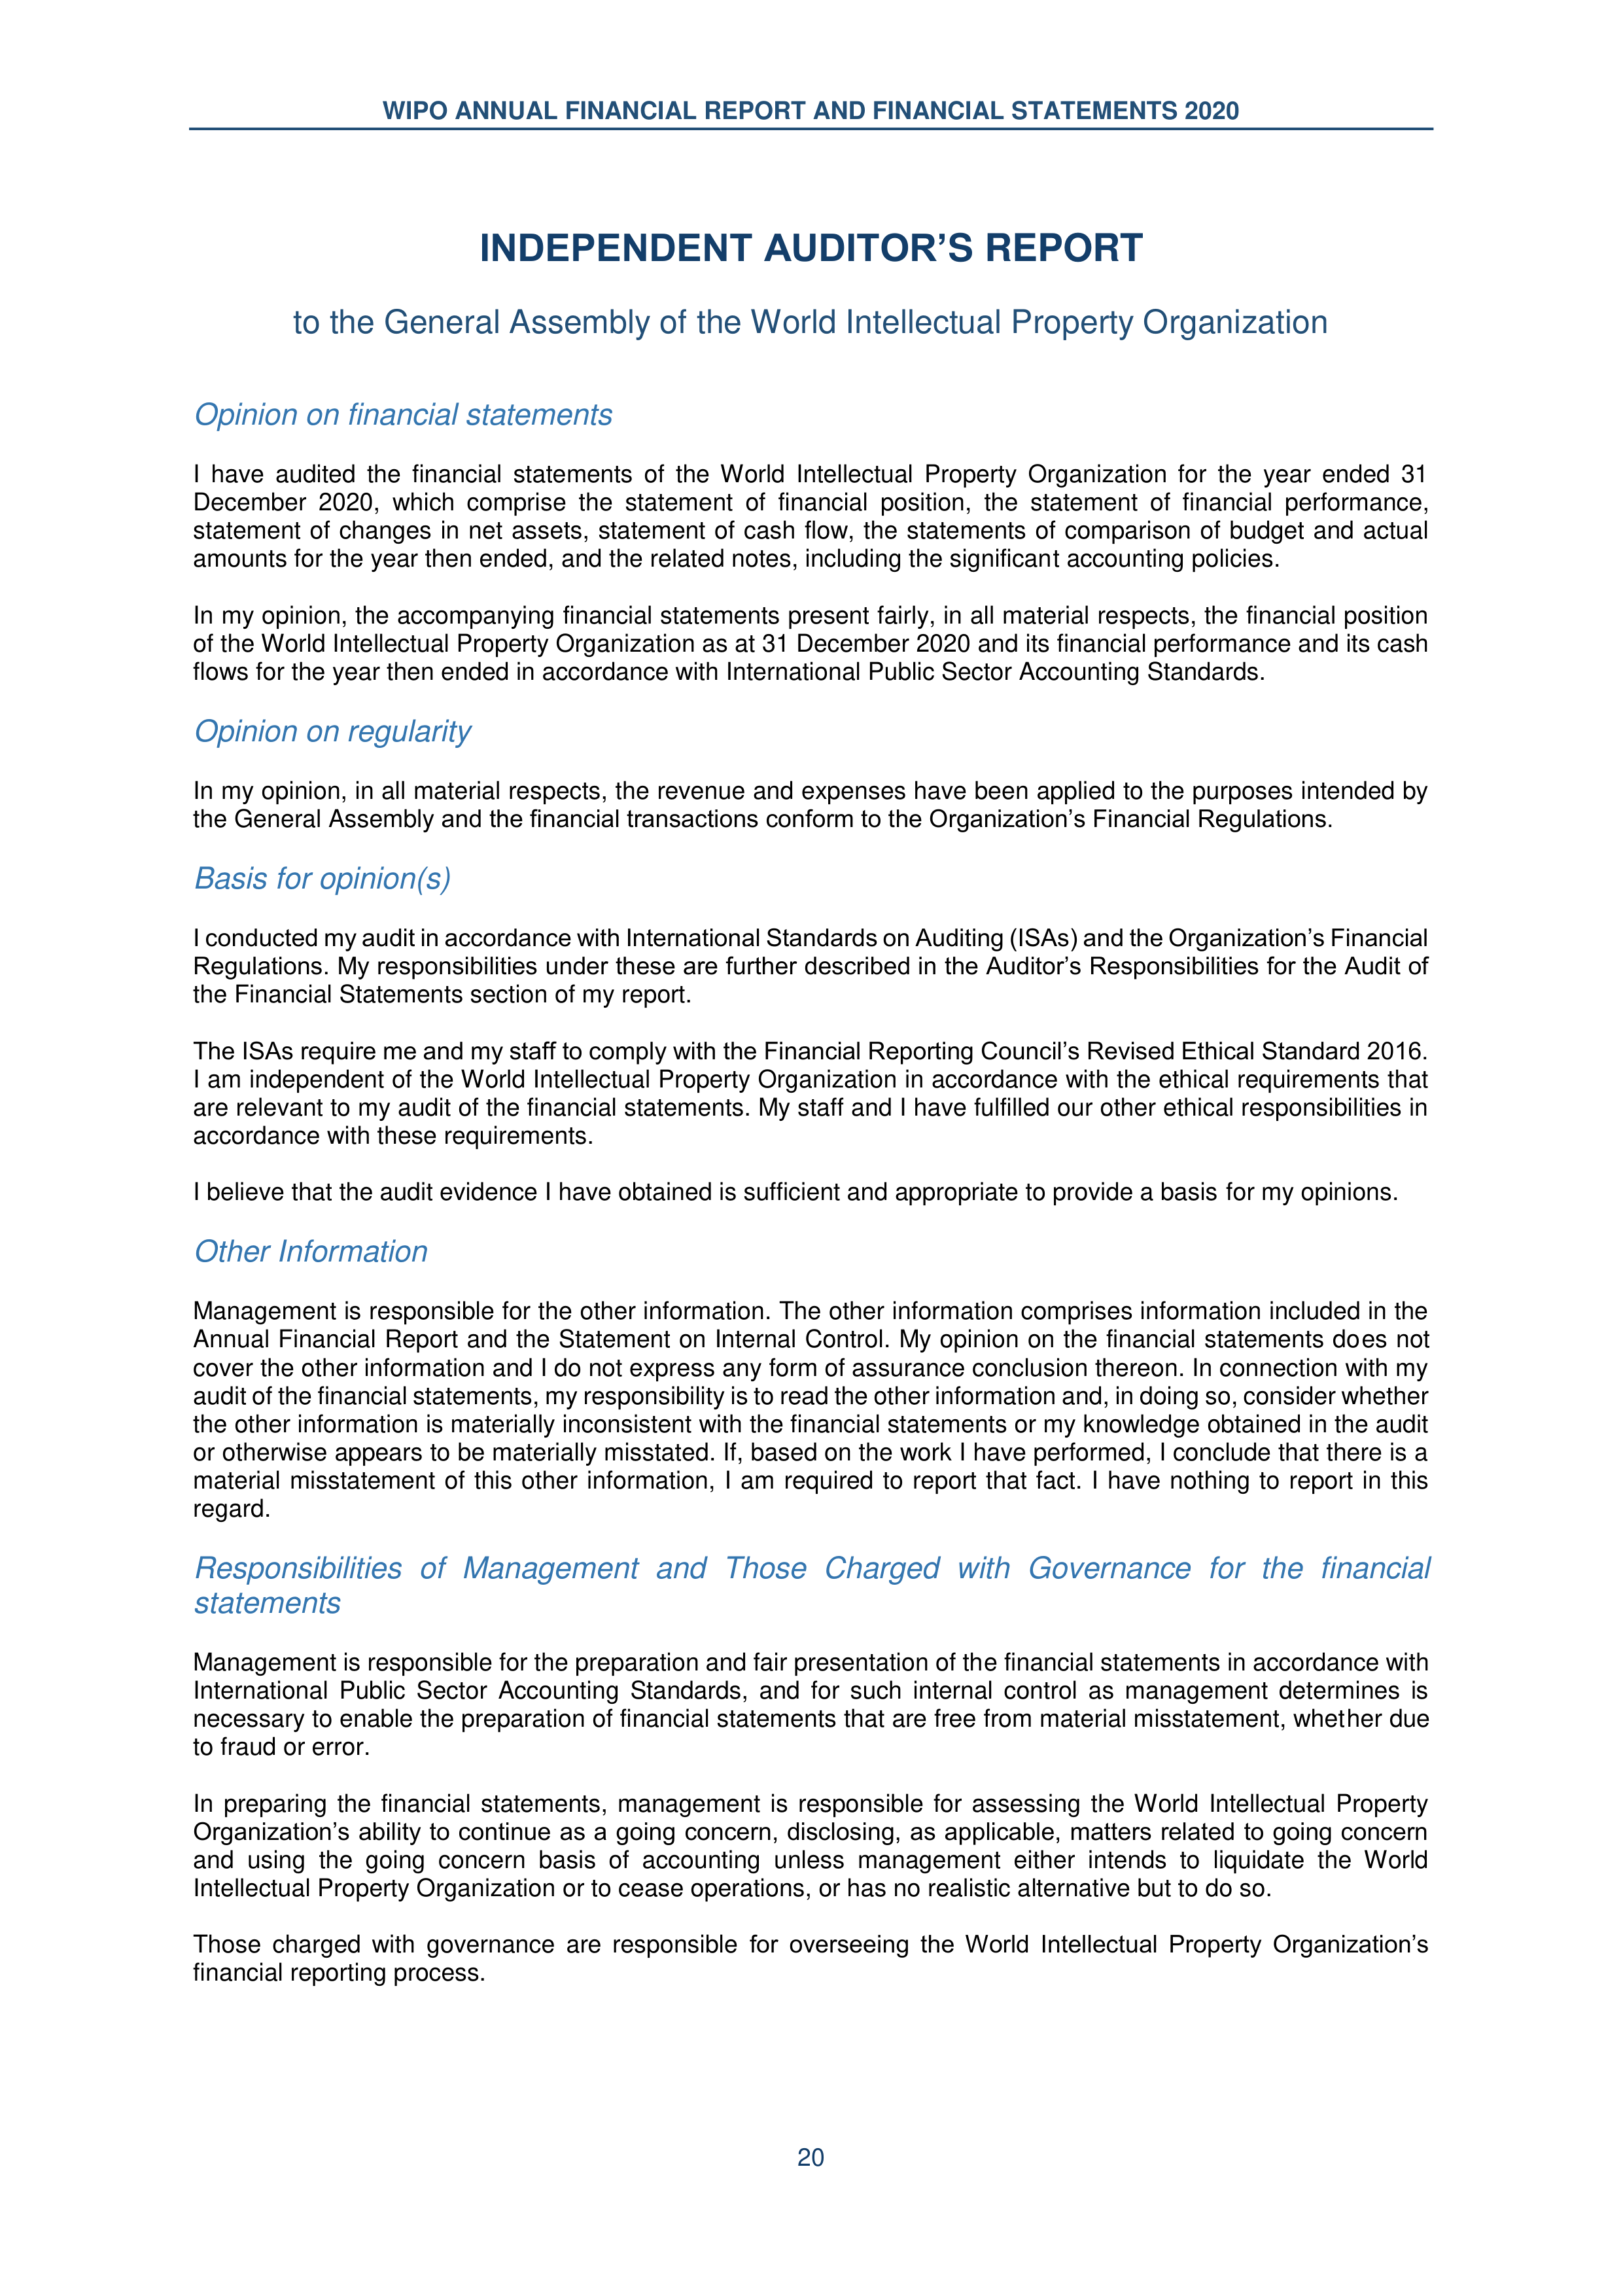 WIPO ANNUAL FINANCIAL REPORT AND FINANCIAL STATEMENTS 2020
INDEPENDENT AUDITOR’S REPORT
to the General Assembly of the World Intellectual Property Organization
Opinion on financial statements
I have audited the financial statements of the World Intellectual Property Organization for the year ended 31
December 2020, which comprise the statement of financial position, the statement of financial performance,
statement of changes in net assets, statement of cash flow, the statements of comparison of budget and actual
amounts for the year then ended, and the related notes, including the significant accounting policies.
In my opinion, the accompanying financial statements present fairly, in all material respects, the financial position
of the World Intellectual Property Organization as at 31 December 2020 and its financial performance and its cash
flows for the year then ended in accordance with International Public Sector Accounting Standards.
Opinion on regularity
In my opinion, in all material respects, the revenue and expenses have been applied to the purposes intended by
the General Assembly and the financial transactions conform to the Organization’s Financial Regulations.
Basis for opinion(s)
I conducted my audit in accordance with International Standards on Auditing (ISAs) and the Organization’s Financial
Regulations. My responsibilities under these are further described in the Auditor’s Responsibilities for the Audit of
the Financial Statements section of my report.
The ISAs require me and my staff to comply with the Financial Reporting Council’s Revised Ethical Standard 2016.
I am independent of the World Intellectual Property Organization in accordance with the ethical requirements that
are relevant to my audit of the financial statements. My staff and I have fulfilled our other ethical responsibilities in
accordance with these requirements.
I believe that the audit evidence I have obtained is sufficient and appropriate to provide a basis for my opinions.
Other Information
Management is responsible for the other information. The other information comprises information included in the
Annual Financial Report and the Statement on Internal Control. My opinion on the financial statements does not
cover the other information and I do not express any form of assurance conclusion thereon. In connection with my
audit of the financial statements, my responsibility is to read the other information and, in doing so, consider whether
the other information is materially inconsistent with the financial statements or my knowledge obtained in the audit
or otherwise appears to be materially misstated. If, based on the work I have performed, I conclude that there is a
material misstatement of this other information, I am required to report that fact. I have nothing to report in this
regard.
Responsibilities of Management and Those Charged with Governance for the financial
statements
Management is responsible for the preparation and fair presentation of the financial statements in accordance with
International Public Sector Accounting Standards, and for such internal control as management determines is
necessary to enable the preparation of financial statements that are free from material misstatement, whether due
to fraud or error.
In preparing the financial statements, management is responsible for assessing the World Intellectual Property
Organization’s ability to continue as a going concern, disclosing, as applicable, matters related to going concern
and using the going concern basis of accounting unless management either intends to liquidate the World
Intellectual Property Organization or to cease operations, or has no realistic alternative but to do so.
Those charged with governance are responsible for overseeing the World Intellectual Property Organization’s
financial reporting process.
20